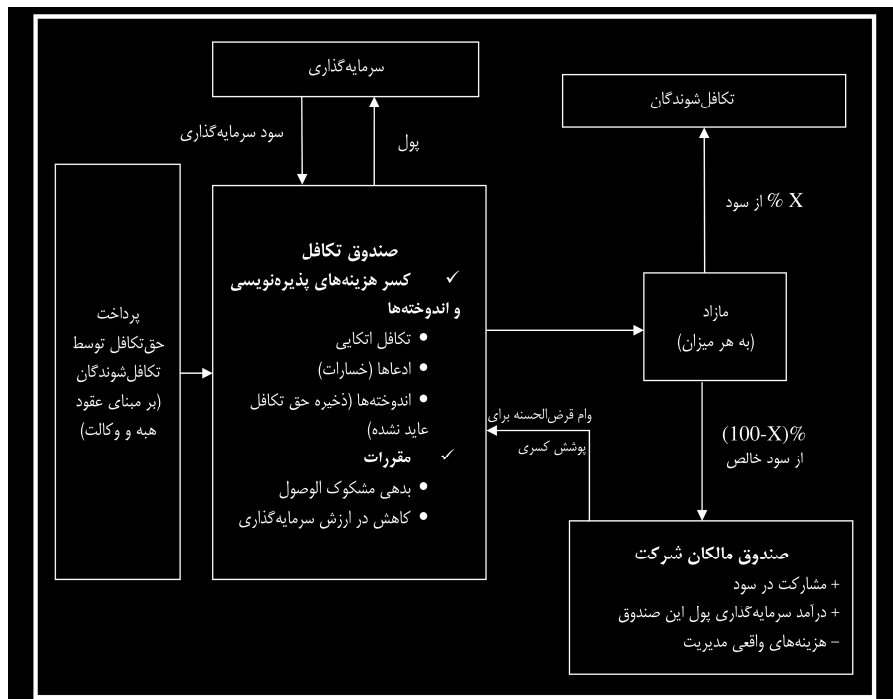 سرمایه‌گذاری
تکافل‌شوندگان
سود سرمایه‌گذاری
پول
X % از سود
پرداخت
حق‌تکافل توسط
تکافل‌شوندگان
(بر مبنای عقود
هبه و وکالت)
صندوق تکافل
✓ کسر هزینه‌های پذیره‌نویسی
و اندوخته‌ها
• تکافل اتکایی
• ادعاها (خسارات)
• اندوخته‌ها (ذخیره حق تکافل
عاید نشده)
✓ مقررات
• بدهی مشکوک الوصول
• کاهش در ارزش سرمایه‌گذاری
مازاد
(به هر میزان)
وام قرض‌الحسنه برای
پوشش کسری
(100-X)%
از سود خالص
صندوق مالکان شرکت
+ مشارکت در سود
+ درآمد سرمایه‌گذاری پول این صندوق
– هزینه‌های واقعی مدیریت